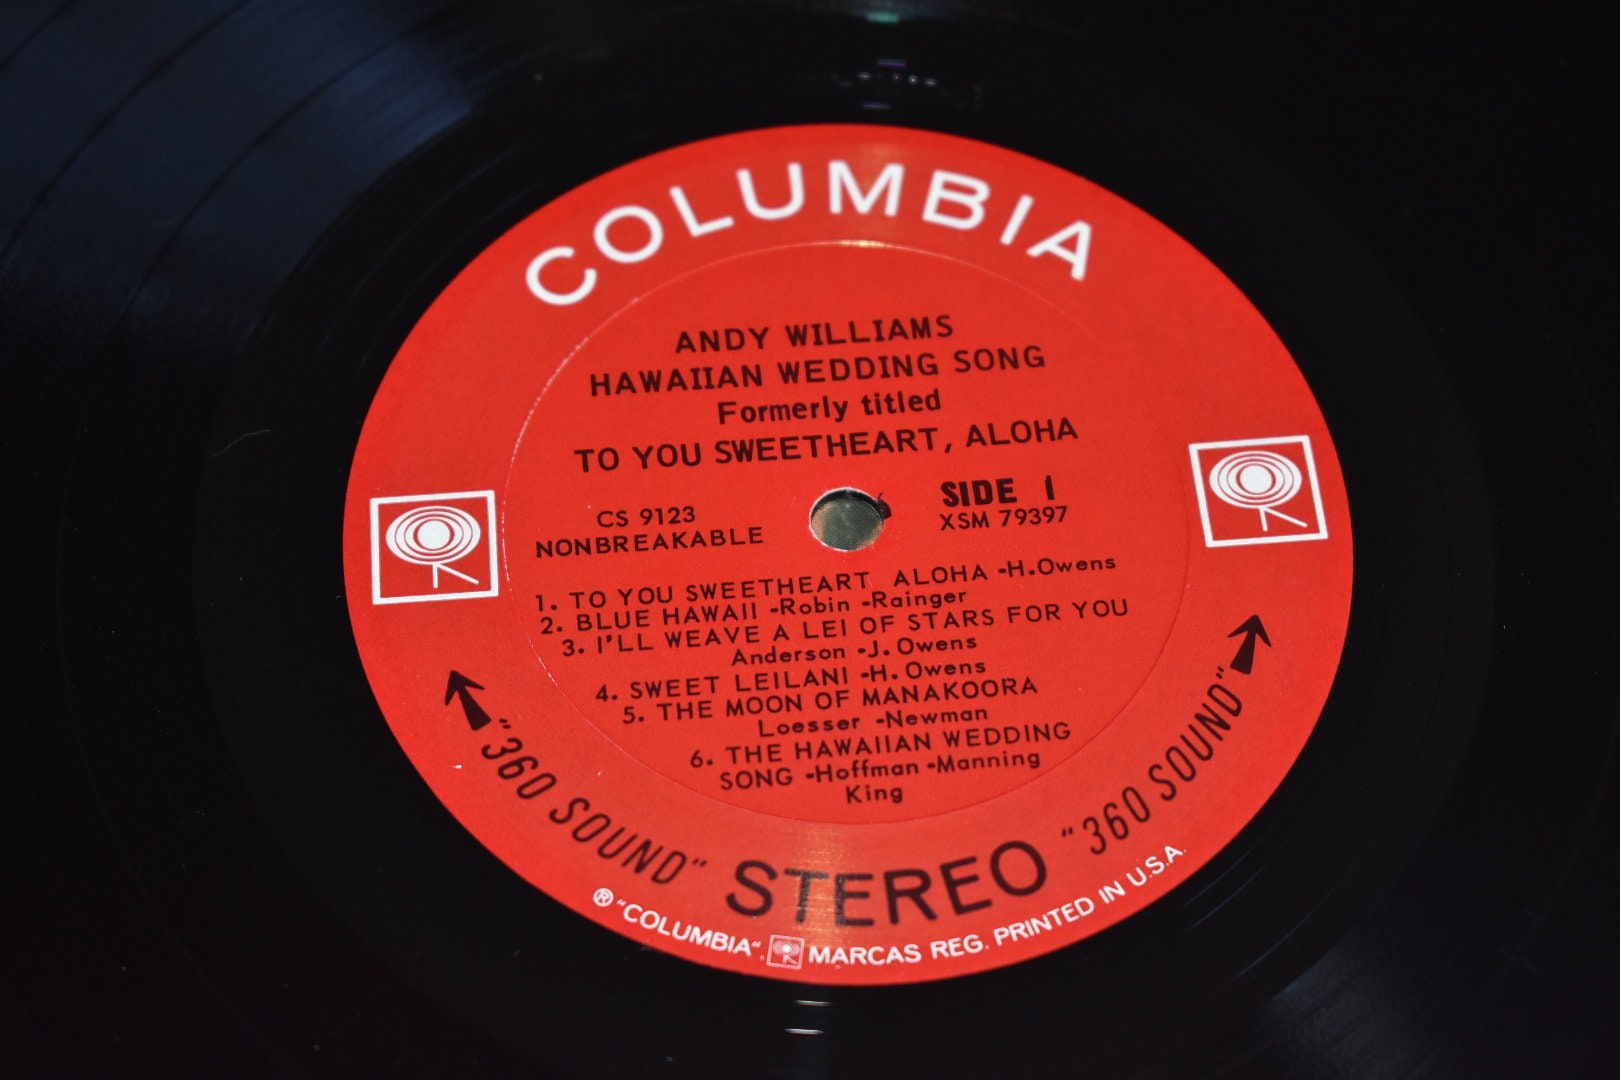 COLUMBIA
ANDY WILLIAMS
HAWAIIAN WEDDING SONG
Formerly titled
TO YOU SWEETHEART, ALOHA
CS 9123
NONBREAKABLE
SIDE 1
XSM 79397
1. TO YOU SWEETHEART ALOHA -H.Owens
2. BLUE HAWAII -Robin -Rainger
3. I'LL WEAVE A LEI OF STARS FOR YOU
Anderson -J. Owens
4. SWEET LEILANI -H. Owens
5. THE MOON OF MANAKOORA
Loesser -Newman
6. THE HAWAIIAN WEDDING
SONG -Hoffman -Manning
King
"360 SOUND" STEREO "360 SOUND"
® "COLUMBIA", MARCAS REG. PRINTED IN U.S.A.